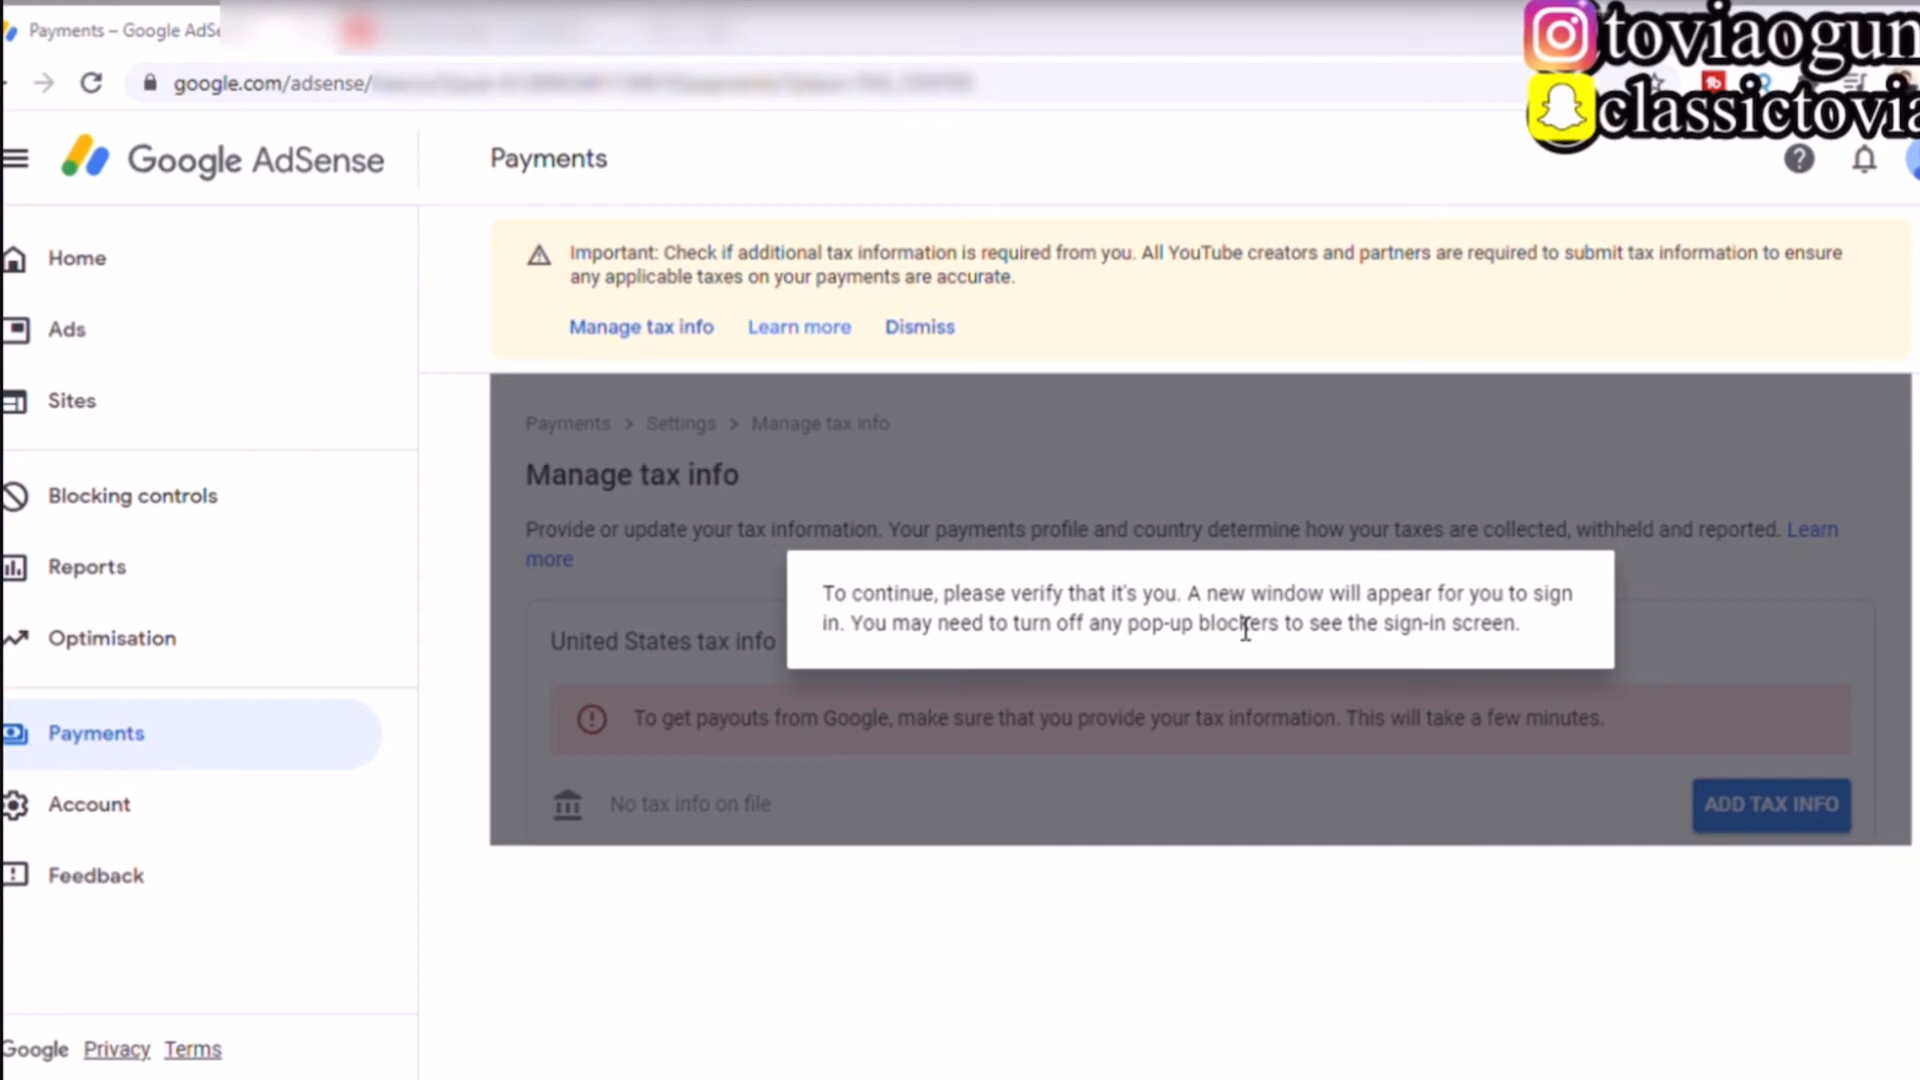 Payments – Google AdSe
toviaogun
google.com/adsense/
classictovia
Google AdSense
Payments
Home
Ads
Sites
Blocking controls
Reports
Optimisation
Payments
Account
Feedback
Google Privacy Terms
Important: Check if additional tax information is required from you. All YouTube creators and partners are required to submit tax information to ensure
any applicable taxes on your payments are accurate.
Manage tax info Learn more Dismiss
Payments > Settings > Manage tax info
Manage tax info
Provide or update your tax information. Your payments profile and country determine how your taxes are collected, withheld and reported. Learn
more
To continue, please verify that it's you. A new window will appear for you to sign
in. You may need to turn off any pop-up blockers to see the sign-in screen.
United States tax info
To get payouts from Google, make sure that you provide your tax information. This will take a few minutes.
No tax info on file
ADD TAX INFO